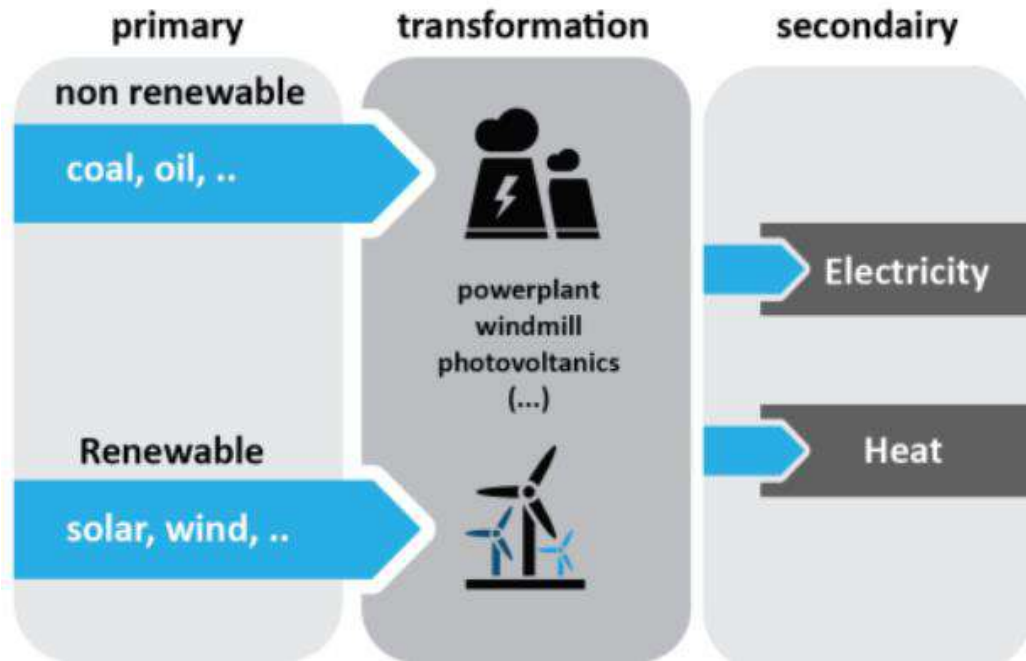 primary
transformation
secondairy
non renewable
coal, oil, ..
powerplant
windmill
photovoltanics
(...)
Electricity
Renewable
Heat
solar, wind, ..